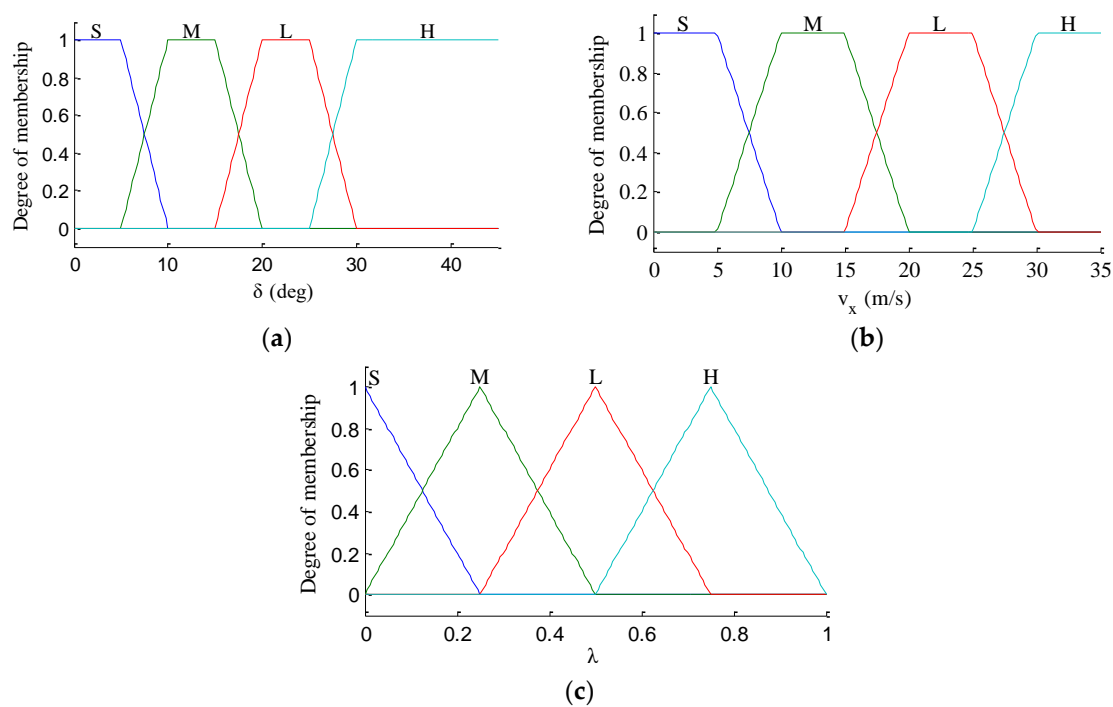 S M L H
Degree of membership
1
0.8
0.6
0.4
0.2
0
0 10 20 30 40
δ (deg)
(a)
S M L H
Degree of membership
1
0.8
0.6
0.4
0.2
0
0 5 10 15 20 25 30 35
v_x (m/s)
(b)
S M L H
Degree of membership
1
0.8
0.6
0.4
0.2
0
0 0.2 0.4 0.6 0.8 1
λ
(c)